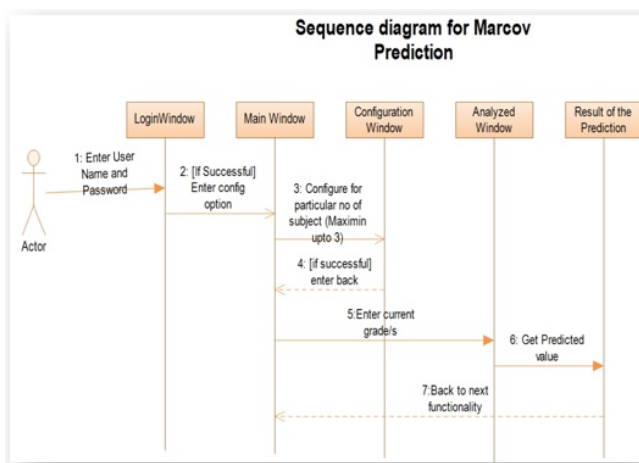 Sequence diagram for Marcov
Prediction
LoginWindow
Main Window
Configuration
Window
Analyzed
Window
Result of the
Prediction
Actor
1: Enter User
Name and
Password
2: [If Successful]
Enter config
option
3: Configure for
particular no of
subject (Maximin
upto 3)
4: [if successful]
enter back
5:Enter current
grade/s
6: Get Predicted
value
7:Back to next
functionality